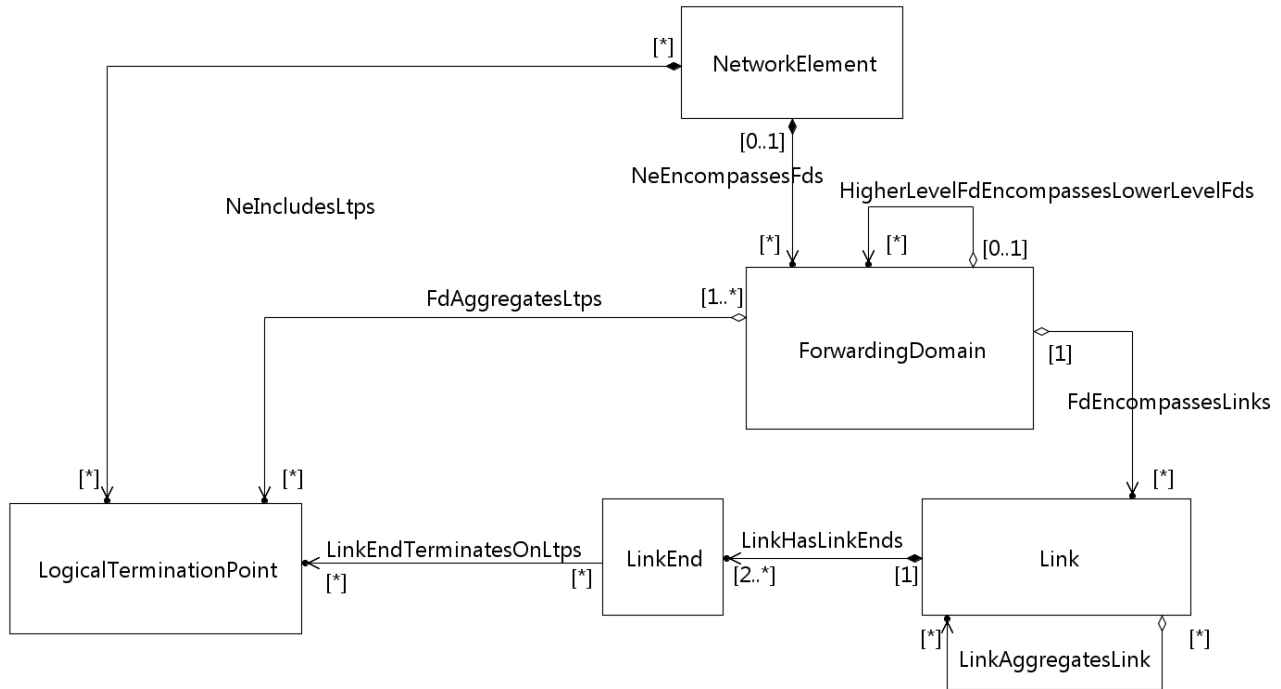 [*]
NetworkElement
[0..1]
NeEncompassesFds
HigherLevelFdEncompassesLowerLevelFds
NeIncludesLtps
[*]
[*]
[0..1]
FdAggregatesLtps
[1..*]
ForwardingDomain
[1]
FdEncompassesLinks
[*]
[*]
[*]
LinkEndTerminatesOnLtps
LinkHasLinkEnds
LogicalTerminationPoint
LinkEnd
Link
[*]
[*]
[2..*]
[1]
[*]
[*]
LinkAggregatesLink